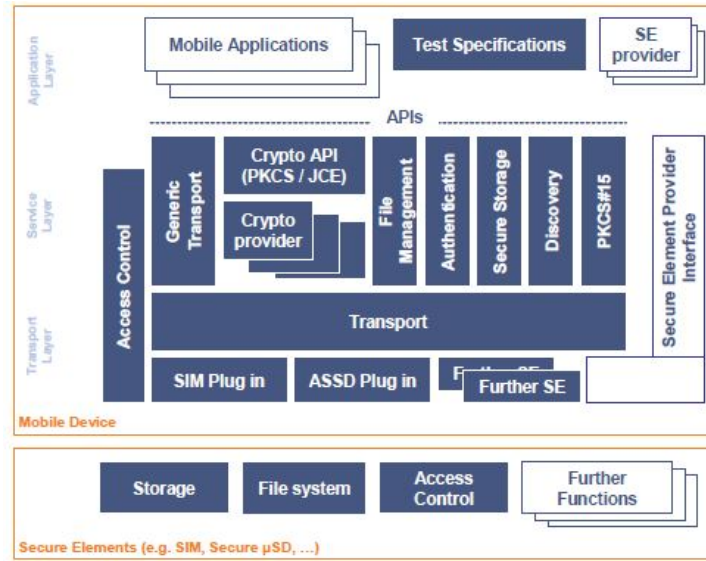 Application
Layer
Mobile Applications
Test Specifications
SE
provider
APIs
Service
Layer
Access Control
Generic
Transport
Crypto API
(PKCS / JCE)
Crypto
provider
File
Management
Authentication
Secure Storage
Discovery
PKCS#15
Secure Element Provider
Interface
Transport
Layer
Transport
SIM Plug in
ASSD Plug in
Further SE
Further SE
Mobile Device
Storage
File system
Access
Control
Further
Functions
Secure Elements (e.g. SIM, Secure µSD, ...)